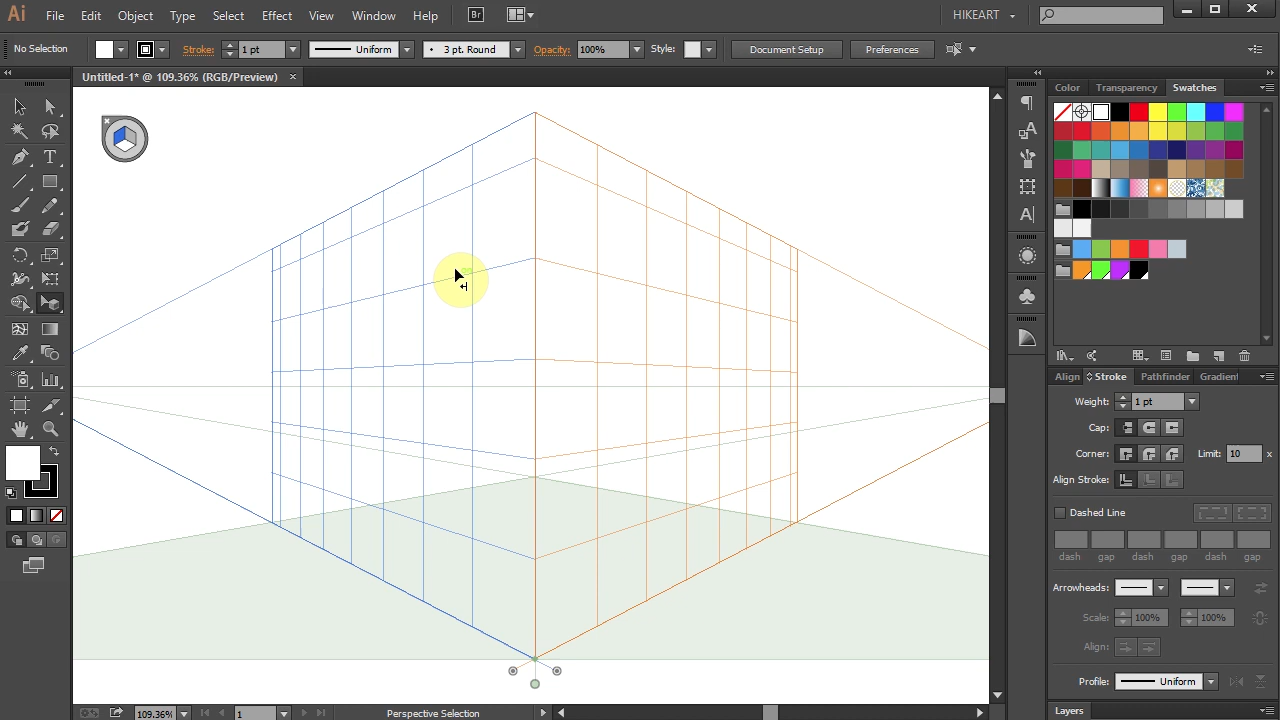 Ai File Edit Object Type Select Effect View Window Help Br HIKEART
No Selection Stroke: 1 pt Uniform 3 pt. Round Opacity: 100% Style: Document Setup Preferences
Untitled-1* @ 109.36% (RGB/Preview)
Color Transparency Swatches
Align Stroke Pathfinder Gradient
Weight: 1 pt
Cap:
Corner: Limit: 10 x
Align Stroke:
Dashed Line
dash gap dash gap dash gap
Arrowheads:
Scale: 100% 100%
Align:
Profile: Uniform
Layers
109.36% 1 Perspective Selection